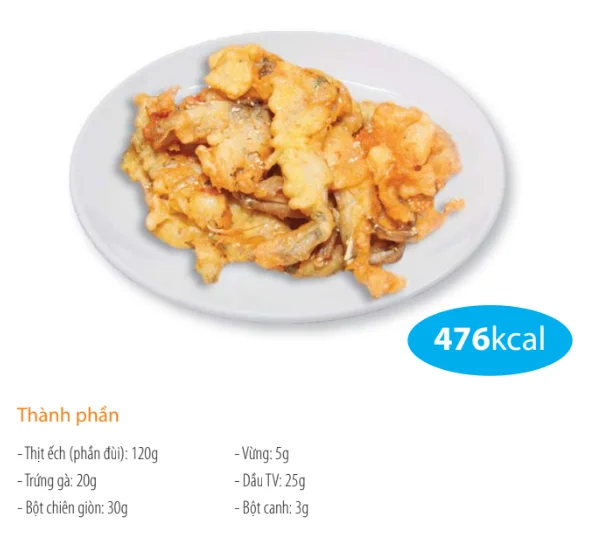 476kcal
Thành phần
- Thịt ếch (phần đùi): 120g
- Trứng gà: 20g
- Bột chiên giòn: 30g
- Vừng: 5g
- Dầu TV: 25g
- Bột canh: 3g